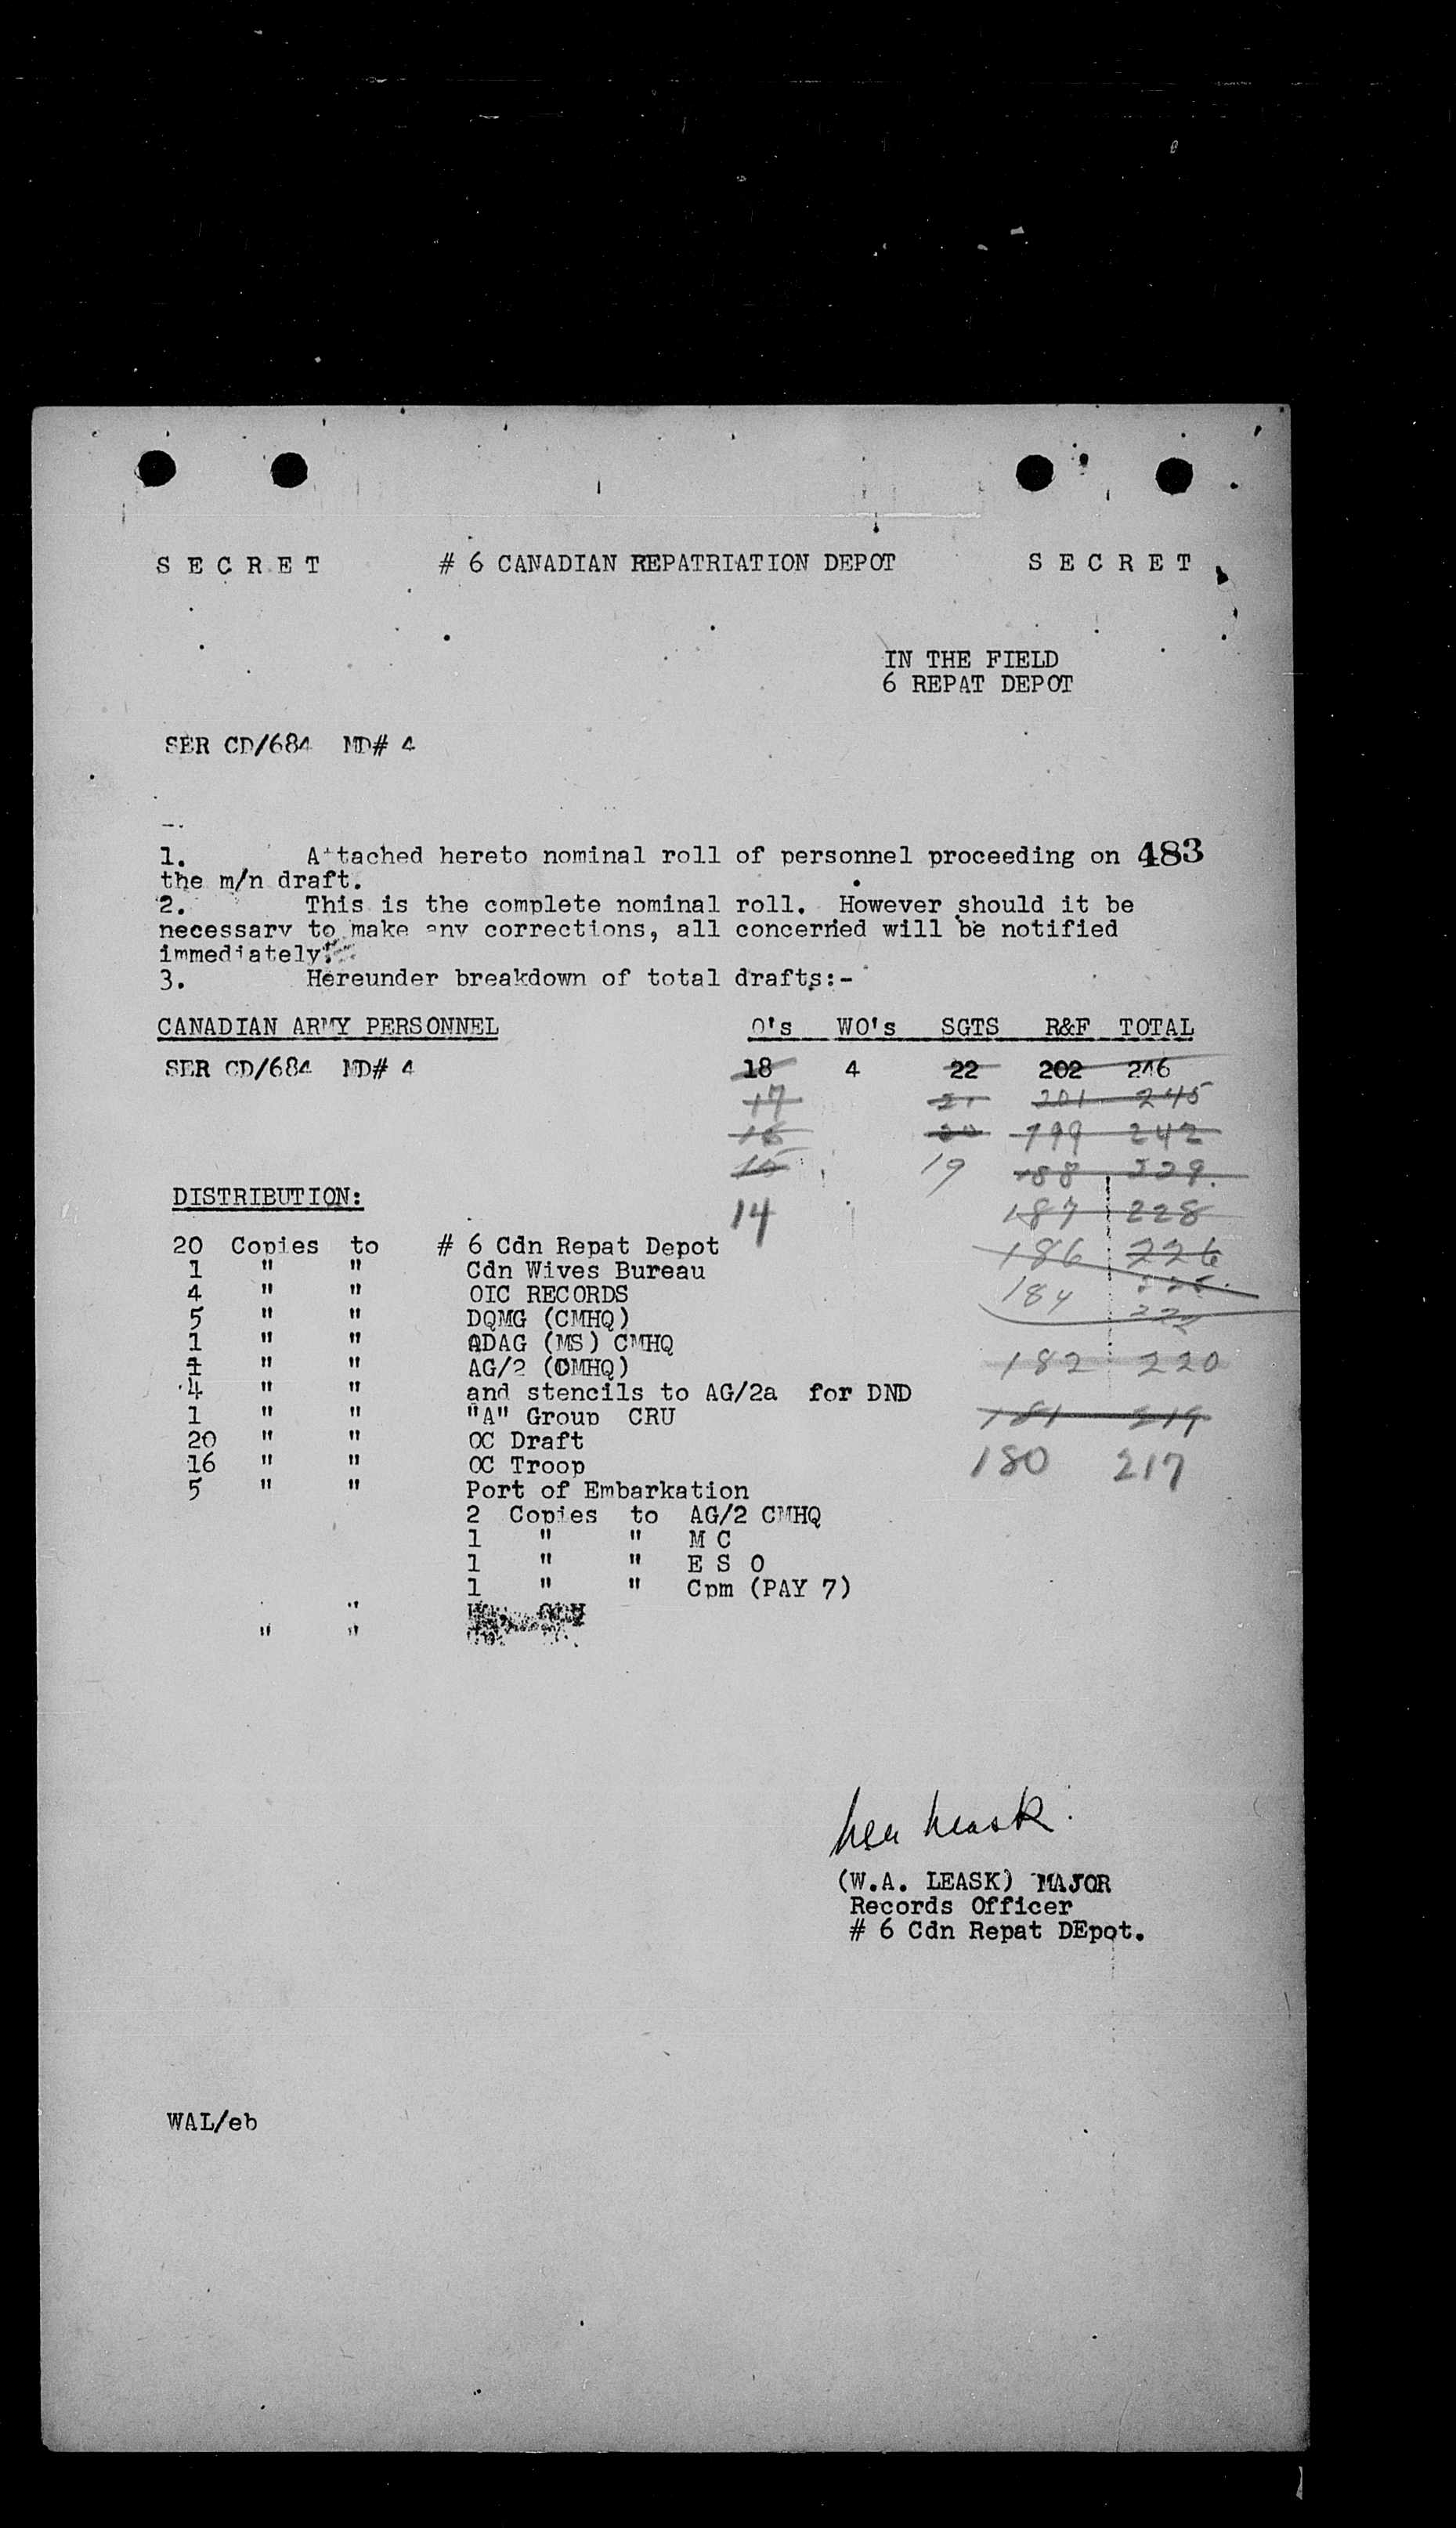 S E C R E T # 6 CANADIAN REPATRIATION DEPOT S E C R E T
IN THE FIELD
6 REPAT DEPOT
SER CD/684 MD# 4
1. Attached hereto nominal roll of personnel proceeding on 483
the m/n draft.
2. This is the complete nominal roll. However should it be
necessary to make any corrections, all concerned will be notified
immediately.
3. Hereunder breakdown of total drafts:-
CANADIAN ARMY PERSONNEL O's WO's SGTS R&F TOTAL
SER CD/684 MD# 4 18 4 22 202 246
17 21 201 245
16 20 199 242
15 19 188 229
DISTRIBUTION:
14 187 228
20 Copies to # 6 Cdn Repat Depot
186 226
1 " " Cdn Wives Bureau
4 " " OIC RECORDS
184
5 " " DQMG (CMHQ)
1 " " ADAG (MS) CMHQ
1 " " AG/2 (CMHQ)
182 220
4 " " and stencils to AG/2a for DND
1 " " "A" Group CRU
181 219
20 " " OC Draft
16 " " OC Troop
180 217
5 " " Port of Embarkation
2 Copies to AG/2 CMHQ
1 " " M C
1 " " E S O
1 " " Cpm (PAY 7)
"
" "
(W.A. LEASK) MAJOR
Records Officer
# 6 Cdn Repat DEpot.
WAL/eb